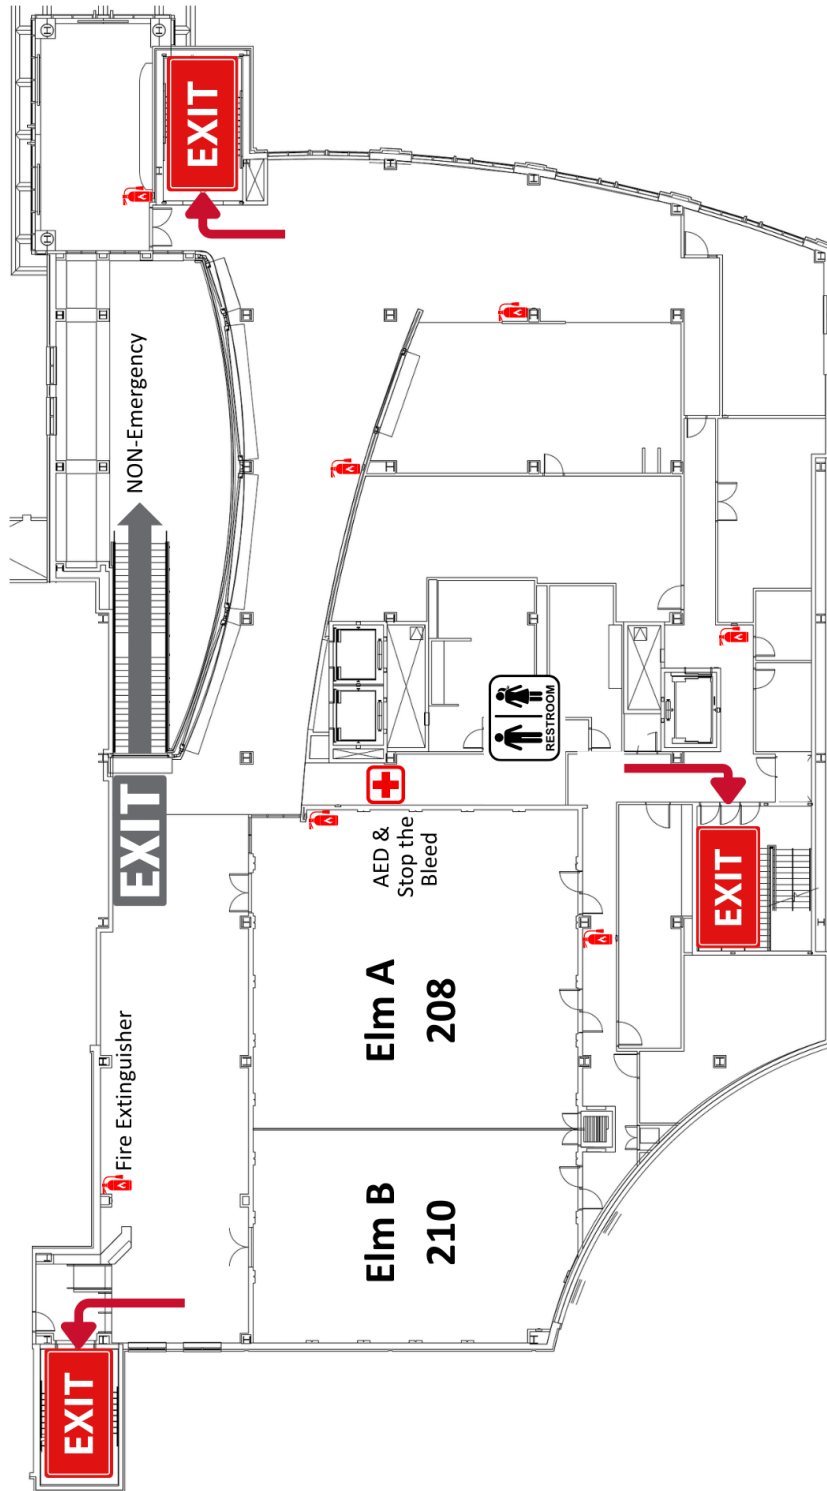 EXIT
NON-Emergency
EXIT
RESTROOM
AED &
Stop the
Bleed
EXIT
Elm A
208
Fire Extinguisher
Elm B
210
EXIT